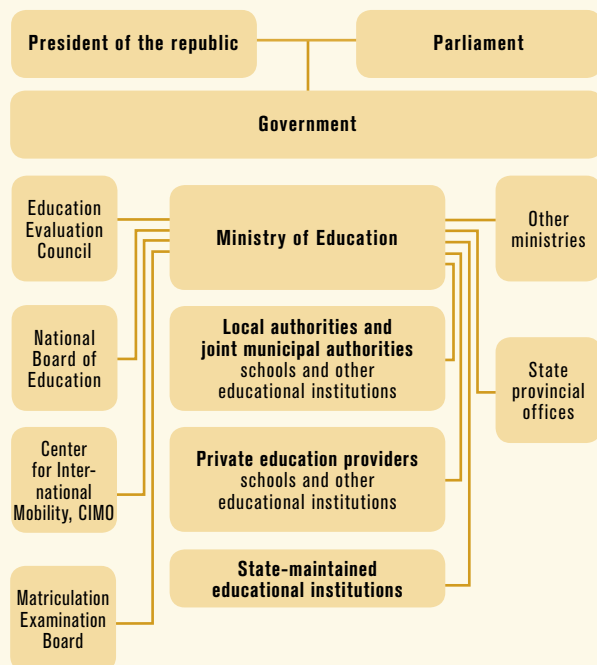 President of the republic
Parliament
Government
Education
Evaluation
Council
Ministry of Education
Other
ministries
National
Board of
Education
Local authorities and
joint municipal authorities
schools and other
educational institutions
State
provincial
offices
Center
for Inter-
national
Mobility, CIMO
Private education providers
schools and other
educational institutions
State-maintained
educational institutions
Matriculation
Examination
Board